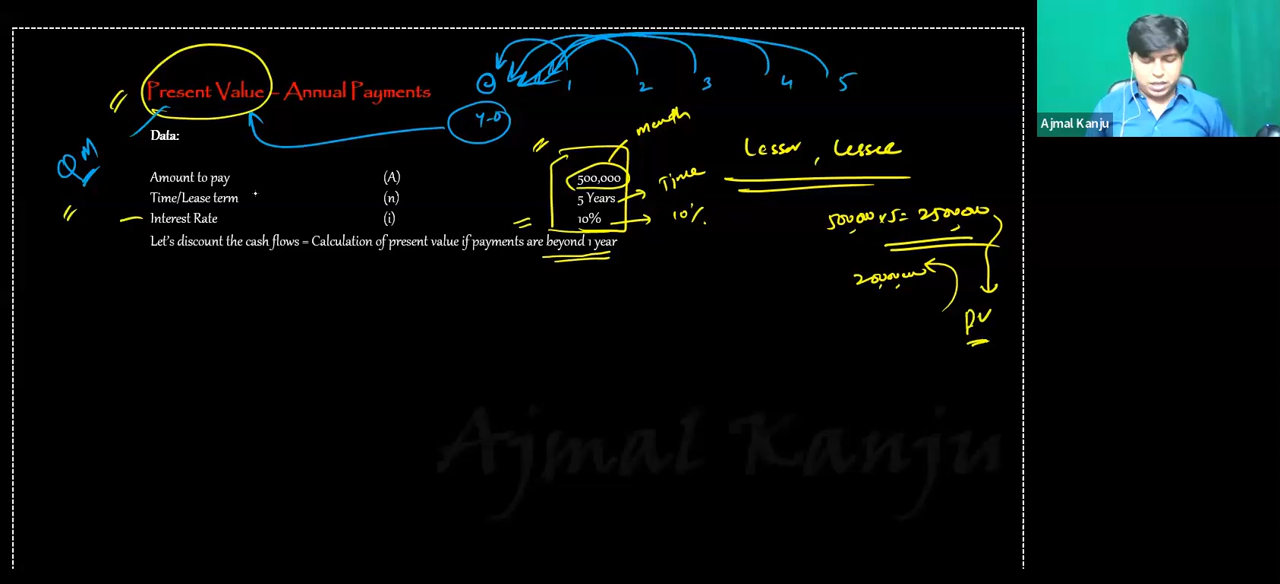 Present Value – Annual Payments
0 1 2 3 4 5
Y-0
QM
Data:
month
Lessor, Lessee
Amount to pay (A) 500,000
Time/Lease term (n) 5 Years Time
Interest Rate (i) 10% 10%
500000 x 5 = 2500000
Let's discount the cash flows = Calculation of present value if payments are beyond 1 year
PV
Ajmal Kanju
Ajmal Kanju